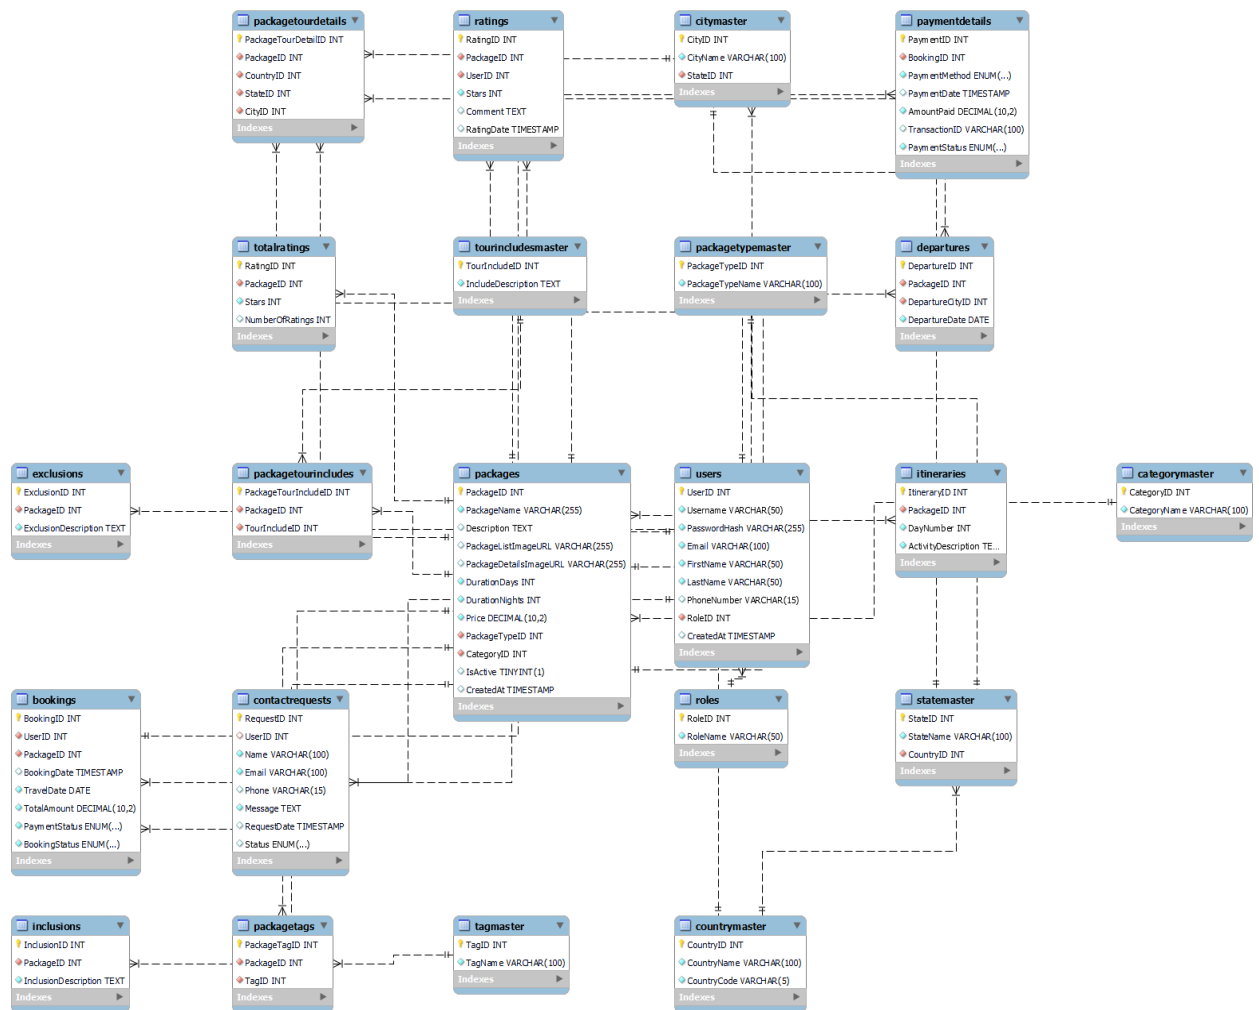 packagetourdetails
PackageTourDetailID INT
PackageID INT
CountryID INT
StateID INT
CityID INT
Indexes
ratings
RatingID INT
PackageID INT
UserID INT
Stars INT
Comment TEXT
RatingDate TIMESTAMP
Indexes
citymaster
CityID INT
CityName VARCHAR(100)
StateID INT
Indexes
paymentdetails
PaymentID INT
BookingID INT
PaymentMethod ENUM(...)
PaymentDate TIMESTAMP
AmountPaid DECIMAL(10,2)
TransactionID VARCHAR(100)
PaymentStatus ENUM(...)
Indexes
totalratings
RatingID INT
PackageID INT
Stars INT
NumberOfRatings INT
Indexes
tourincludesmaster
TourIncludeID INT
IncludeDescription TEXT
Indexes
packagetypemaster
PackageTypeID INT
PackageTypeName VARCHAR(100)
Indexes
departures
DepartureID INT
PackageID INT
DepartureCityID INT
DepartureDate DATE
Indexes
exclusions
ExclusionID INT
PackageID INT
ExclusionDescription TEXT
Indexes
packagetourincludes
PackageTourIncludeID INT
PackageID INT
TourIncludeID INT
Indexes
packages
PackageID INT
PackageName VARCHAR(255)
Description TEXT
PackageListImageURL VARCHAR(255)
PackageDetailsImageURL VARCHAR(255)
DurationDays INT
DurationNights INT
Price DECIMAL(10,2)
PackageTypeID INT
CategoryID INT
IsActive TINYINT(1)
CreatedAt TIMESTAMP
Indexes
users
UserID INT
Username VARCHAR(50)
PasswordHash VARCHAR(255)
Email VARCHAR(100)
FirstName VARCHAR(50)
LastName VARCHAR(50)
PhoneNumber VARCHAR(15)
RoleID INT
CreatedAt TIMESTAMP
Indexes
itineraries
ItineraryID INT
PackageID INT
DayNumber INT
ActivityDescription TE...
Indexes
categorymaster
CategoryID INT
CategoryName VARCHAR(100)
Indexes
bookings
BookingID INT
UserID INT
PackageID INT
BookingDate TIMESTAMP
TravelDate DATE
TotalAmount DECIMAL(10,2)
PaymentStatus ENUM(...)
BookingStatus ENUM(...)
Indexes
contactrequests
RequestID INT
UserID INT
Name VARCHAR(100)
Email VARCHAR(100)
Phone VARCHAR(15)
Message TEXT
RequestDate TIMESTAMP
Status ENUM(...)
Indexes
roles
RoleID INT
RoleName VARCHAR(50)
Indexes
statemaster
StateID INT
StateName VARCHAR(100)
CountryID INT
Indexes
inclusions
InclusionID INT
PackageID INT
InclusionDescription TEXT
Indexes
packagetags
PackageTagID INT
PackageID INT
TagID INT
Indexes
tagmaster
TagID INT
TagName VARCHAR(100)
Indexes
countrymaster
CountryID INT
CountryName VARCHAR(100)
CountryCode VARCHAR(5)
Indexes